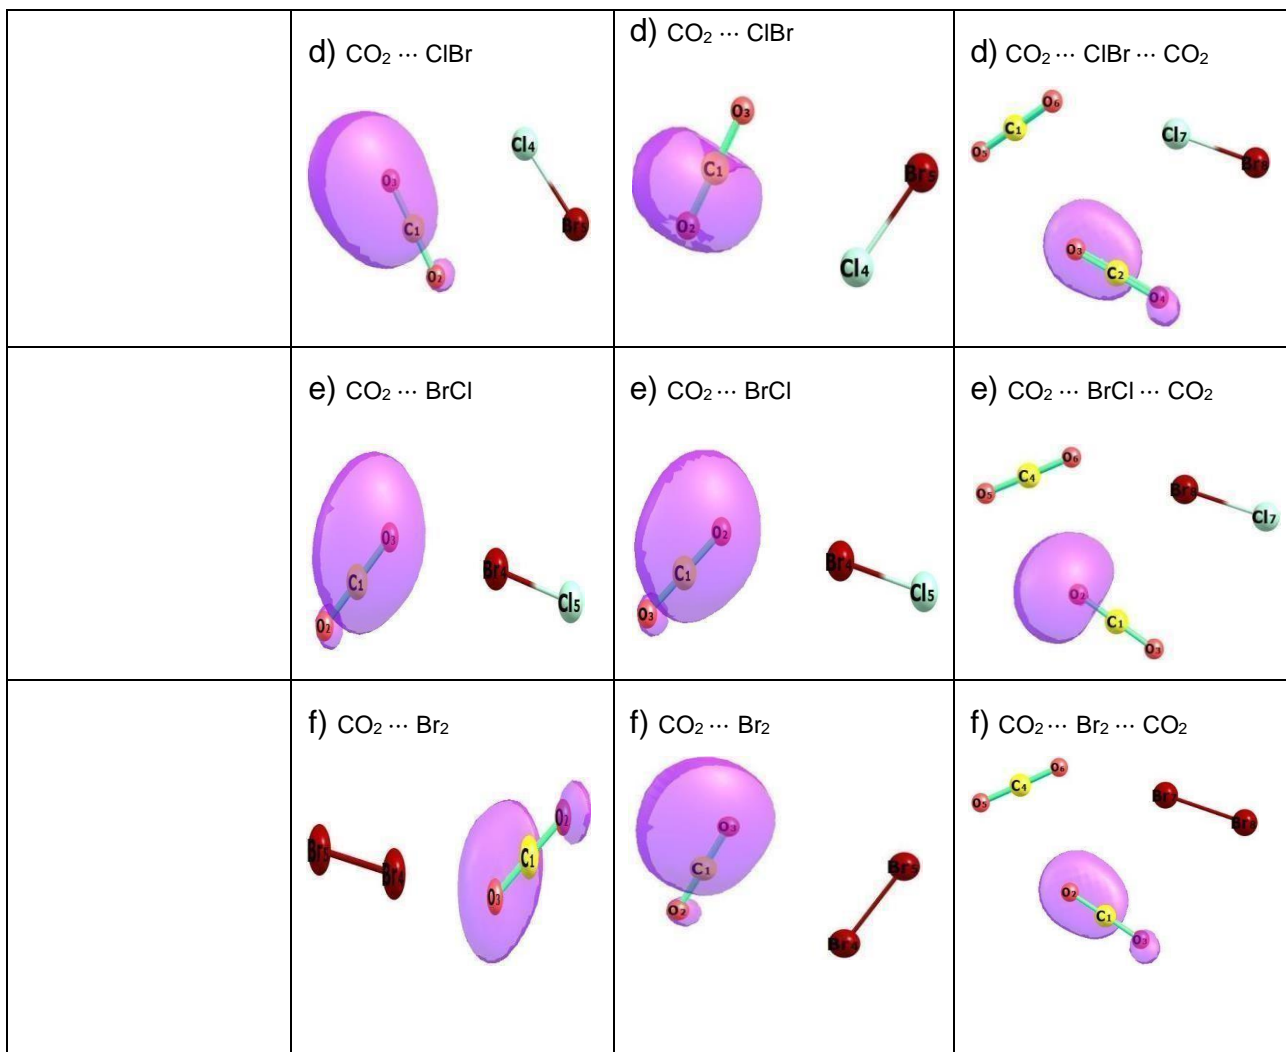 d) CO2 ... ClBr
O3
C1
O2
Cl4
Br5
d) CO2 ... ClBr
O3
C1
O2
Br5
Cl4
d) CO2 ... ClBr ... CO2
O6
C1
O5
Cl7
Br8
O3
C2
O4
e) CO2 ... BrCl
O3
C1
O2
Br4
Cl5
e) CO2 ... BrCl
O2
C1
O3
Br4
Cl5
e) CO2 ... BrCl ... CO2
O6
C4
O5
Br8
Cl7
O2
C1
O3
f) CO2 ... Br2
Br5
Br4
O2
C1
O3
f) CO2 ... Br2
O3
C1
O2
Br5
Br4
f) CO2 ... Br2 ... CO2
O6
C4
O5
Br7
Br8
O2
C1
O3